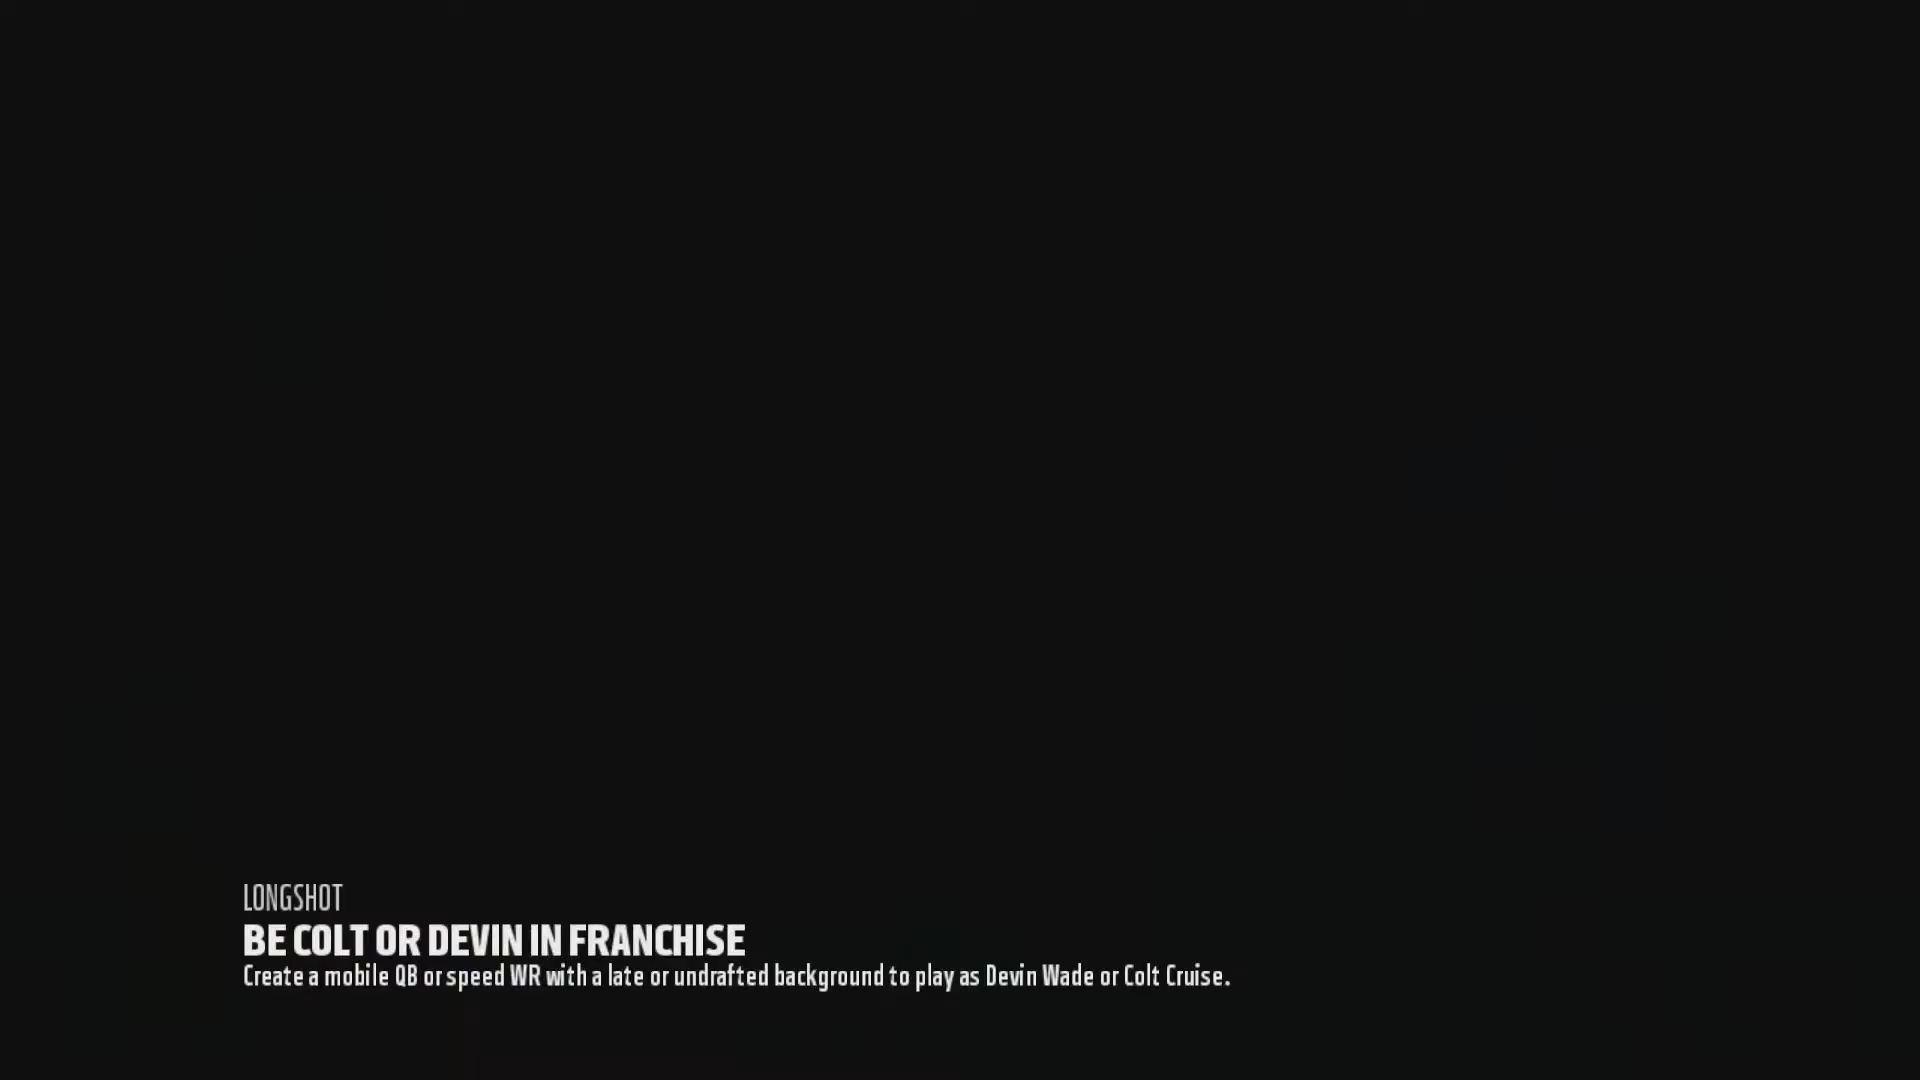 LONGSHOT
BE COLT OR DEVIN IN FRANCHISE
Create a mobile QB or speed WR with a late or undrafted background to play as Devin Wade or Colt Cruise.